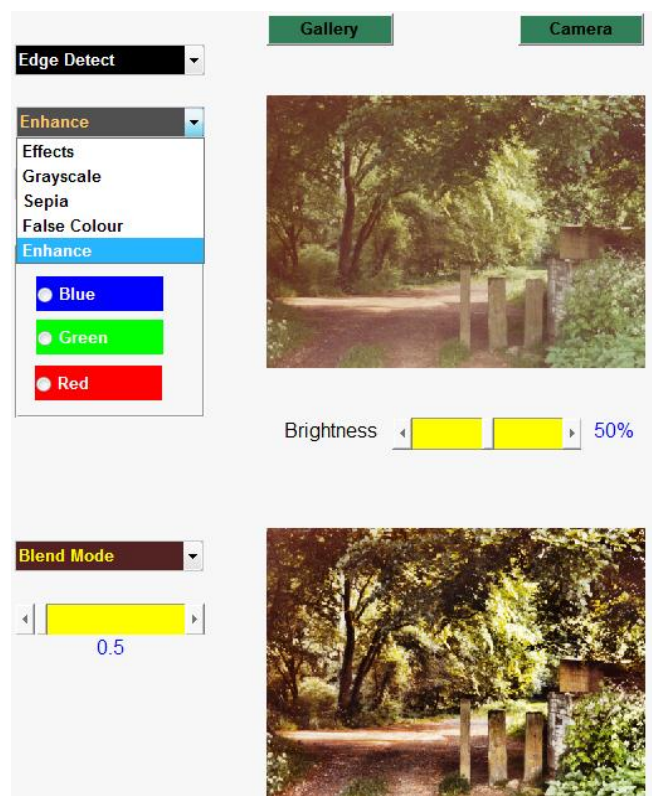 Gallery
Camera
Edge Detect
Enhance
Effects
Grayscale
Sepia
False Colour
Enhance
Blue
Green
Red
Brightness
50%
Blend Mode
0.5